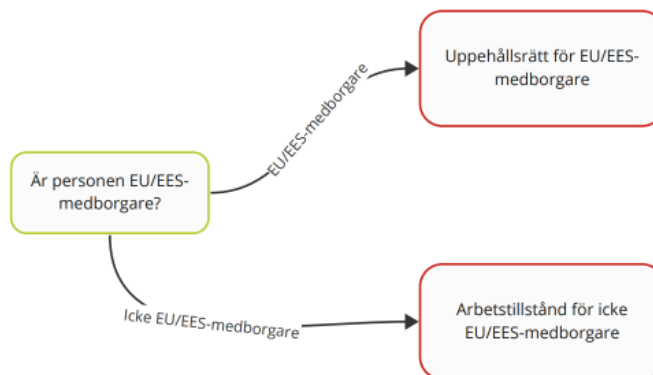 Uppehållsrätt för EU/EES-
medborgare
EU/EES-medborgare
Är personen EU/EES-
medborgare?
Icke EU/EES-medborgare
Arbetstillstånd för icke
EU/EES-medborgare